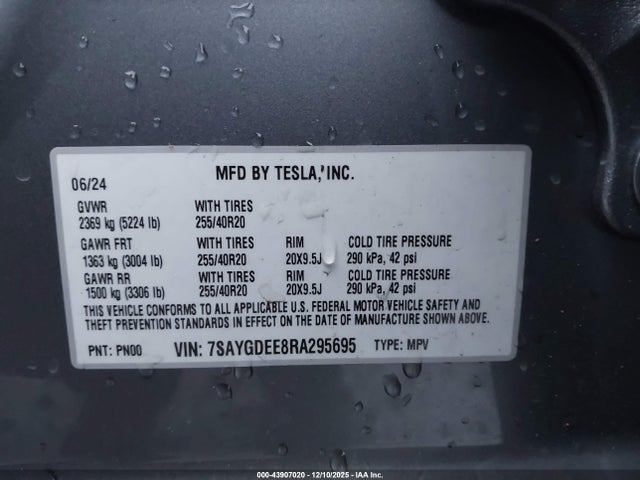 MFD BY TESLA, INC.
06/24
GVWR WITH TIRES
2369 kg (5224 lb) 255/40R20
GAWR FRT WITH TIRES RIM COLD TIRE PRESSURE
1363 kg (3004 lb) 255/40R20 20X9.5J 290 kPa, 42 psi
GAWR RR WITH TIRES RIM COLD TIRE PRESSURE
1500 kg (3306 lb) 255/40R20 20X9.5J 290 kPa, 42 psi
THIS VEHICLE CONFORMS TO ALL APPLICABLE U.S. FEDERAL MOTOR VEHICLE SAFETY AND
THEFT PREVENTION STANDARDS IN EFFECT ON THE DATE OF MANUFACTURE SHOWN ABOVE.
PNT: PN00 VIN: 7SAYGDEE8RA295695 TYPE: MPV
000-43907020 - 12/10/2025 - IAA Inc.